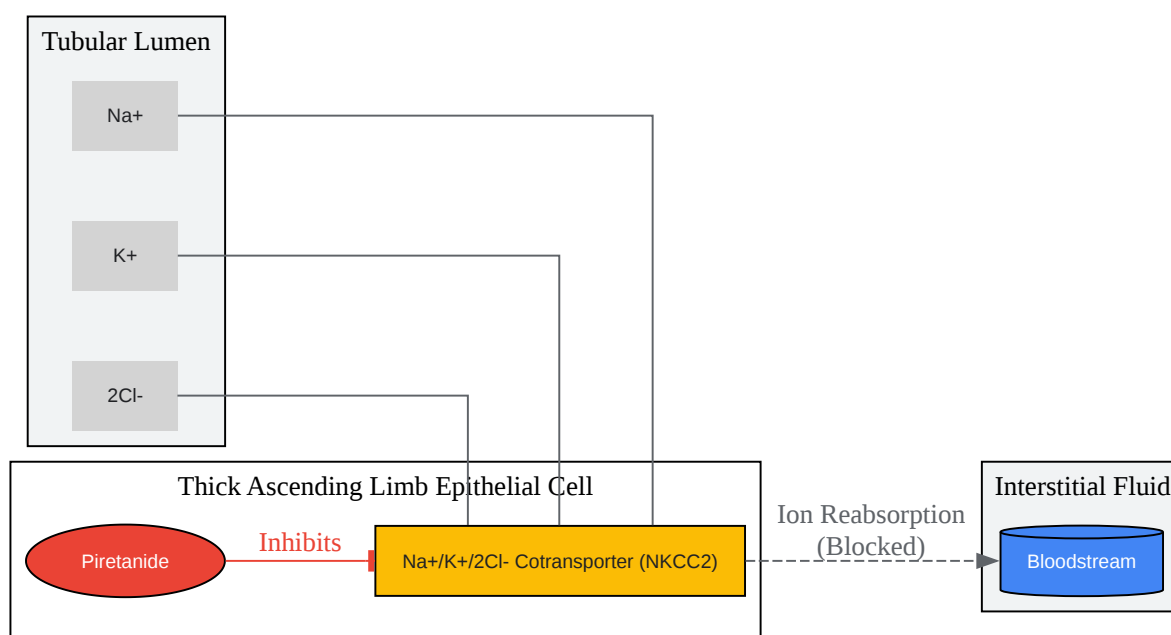 Tubular Lumen
Na+
K+
2Cl-
Thick Ascending Limb Epithelial Cell
Piretanide
Inhibits
Na+/K+/2Cl- Cotransporter (NKCC2)
Ion Reabsorption
(Blocked)
Interstitial Fluid
Bloodstream